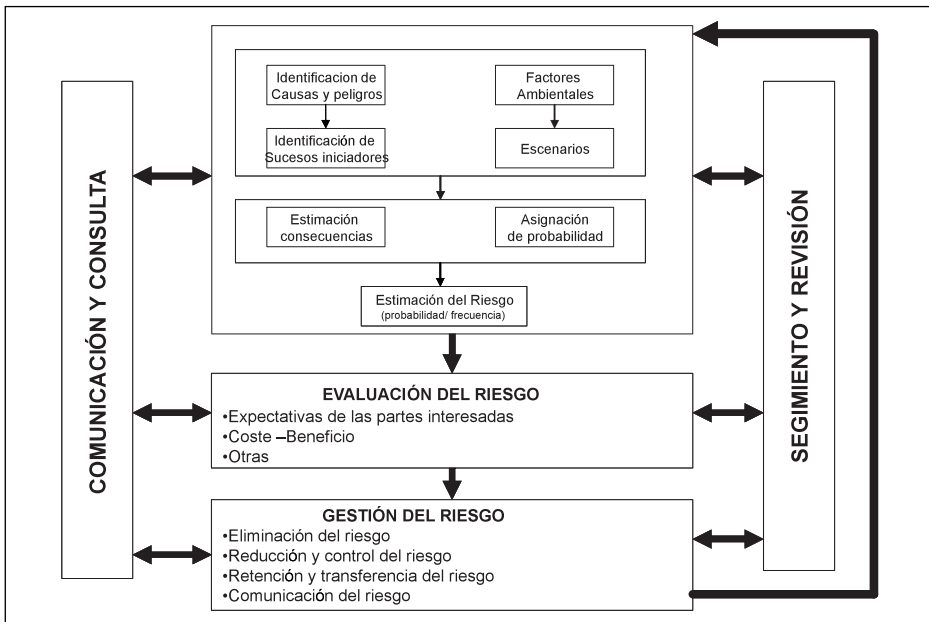 COMUNICACIÓN Y CONSULTA
Identificacion de
Causas y peligros
Factores
Ambientales
Identificación de
Sucesos iniciadores
Escenarios
Estimación
consecuencias
Asignación
de probabilidad
Estimación del Riesgo
(probabilidad/ frecuencia)
EVALUACIÓN DEL RIESGO
•Expectativas de las partes interesadas
•Coste –Beneficio
•Otras
GESTIÓN DEL RIESGO
•Eliminación del riesgo
•Reducción y control del riesgo
•Retención y transferencia del riesgo
•Comunicación del riesgo
SEGIMIENTO Y REVISIÓN